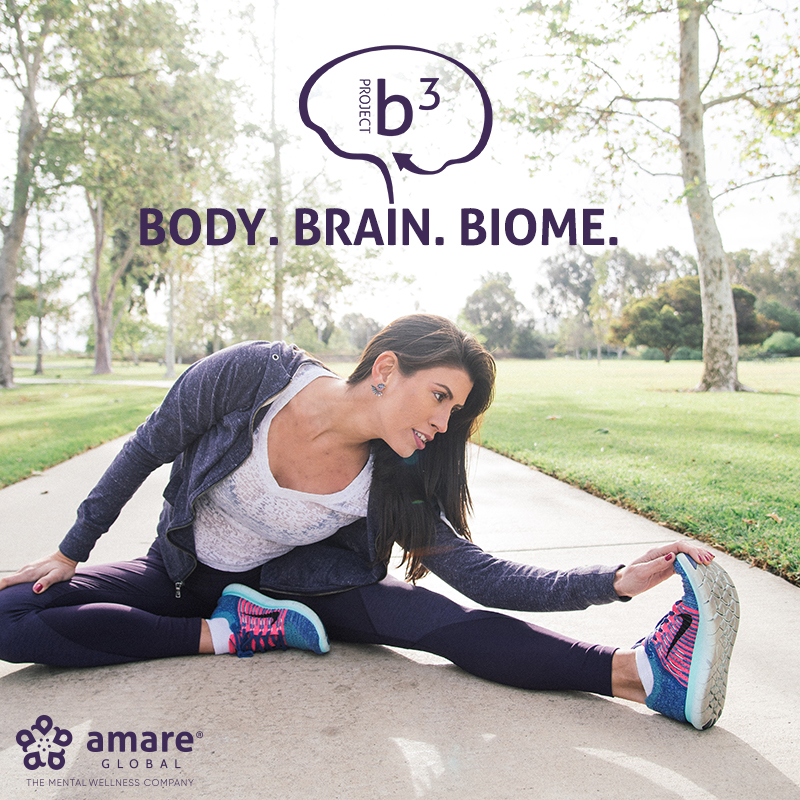 PROJECT
b³
BODY. BRAIN. BIOME.
amare®
GLOBAL
THE MENTAL WELLNESS COMPANY